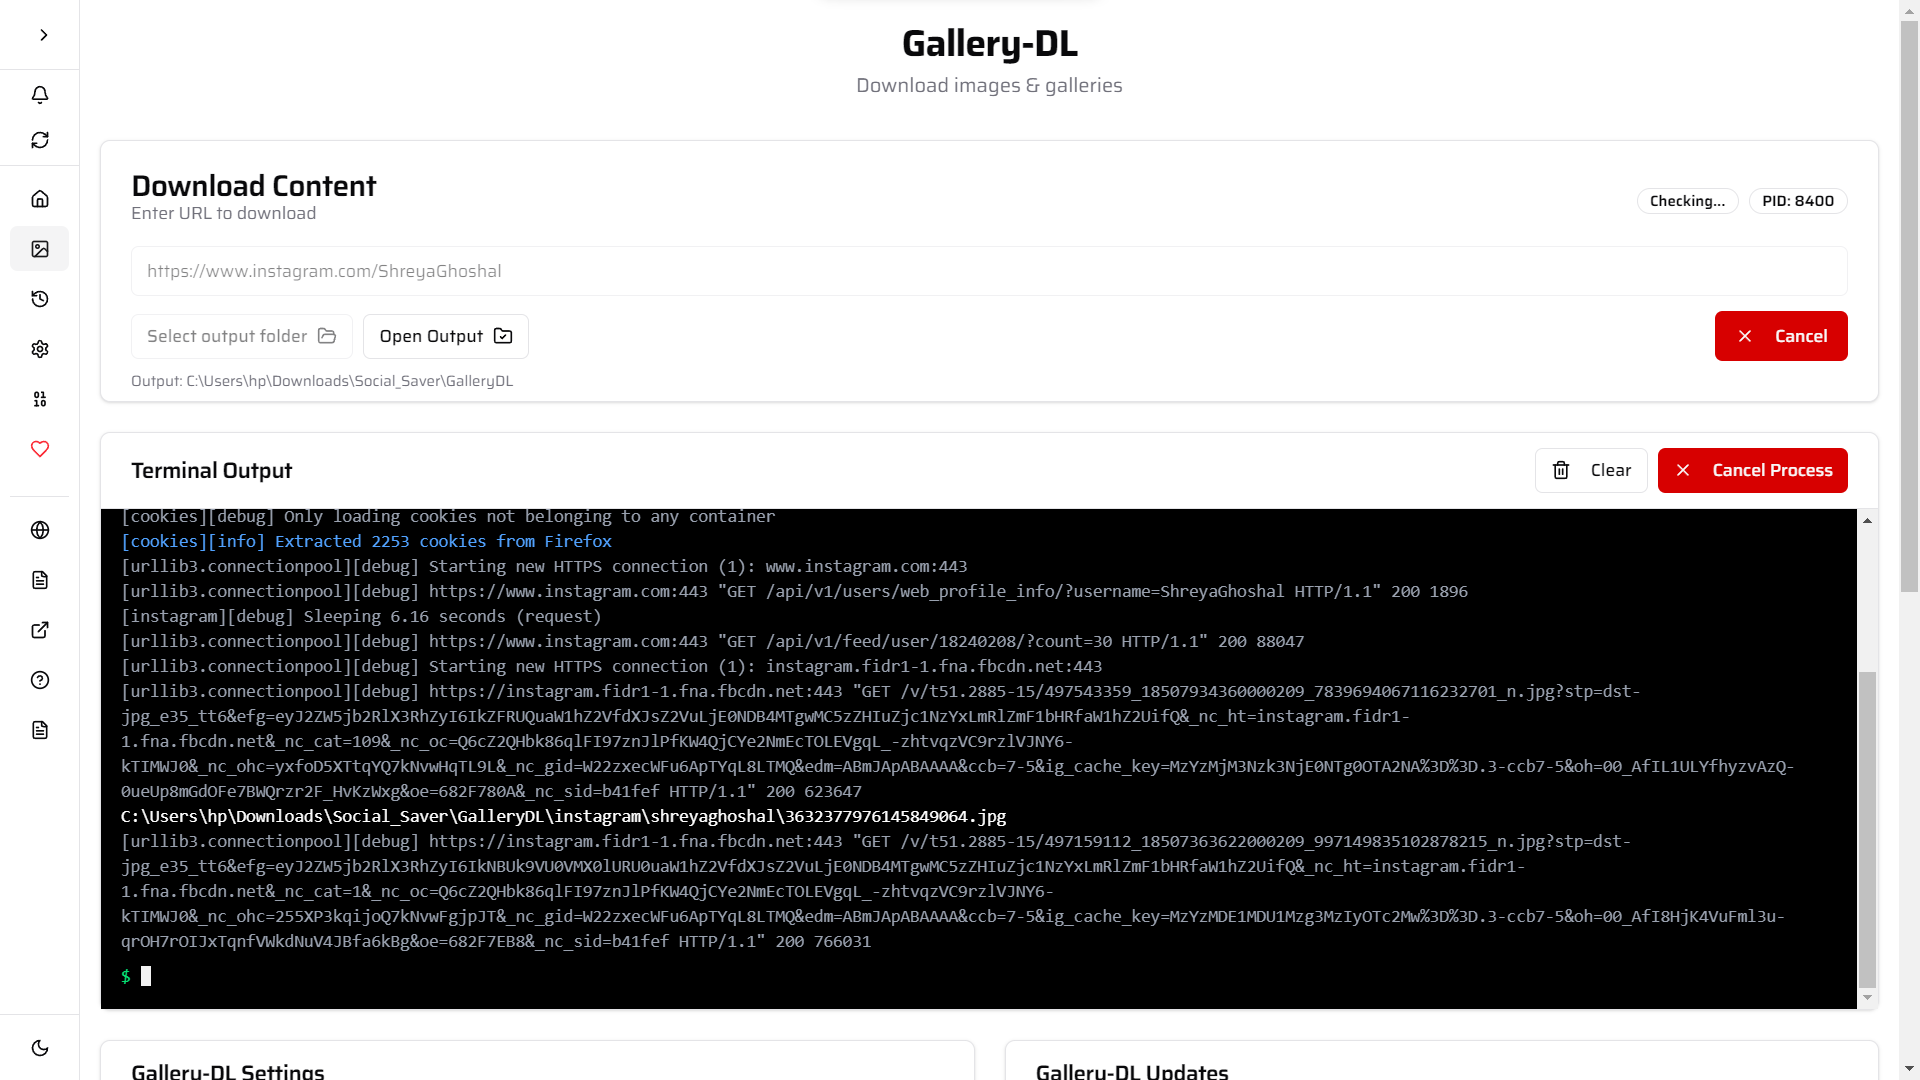 Gallery-DL
Download images & galleries
Download Content
Enter URL to download
Checking...
PID: 8400
https://www.instagram.com/ShreyaGhoshal
Select output folder
Open Output
Cancel
Output: C:\Users\hp\Downloads\Social_Saver\GalleryDL
Terminal Output
Clear
Cancel Process
[cookies][debug] Only loading cookies not belonging to any container
[cookies][info] Extracted 2253 cookies from Firefox
[urllib3.connectionpool][debug] Starting new HTTPS connection (1): www.instagram.com:443
[urllib3.connectionpool][debug] https://www.instagram.com:443 "GET /api/v1/users/web_profile_info/?username=ShreyaGhoshal HTTP/1.1" 200 1896
[instagram][debug] Sleeping 6.16 seconds (request)
[urllib3.connectionpool][debug] https://www.instagram.com:443 "GET /api/v1/feed/user/18240208/?count=30 HTTP/1.1" 200 88047
[urllib3.connectionpool][debug] Starting new HTTPS connection (1): instagram.fidr1-1.fna.fbcdn.net:443
[urllib3.connectionpool][debug] https://instagram.fidr1-1.fna.fbcdn.net:443 "GET /v/t51.2885-15/497543359_18507934360000209_7839694067116232701_n.jpg?stp=dst-
jpg_e35_tt6&efg=eyJ2ZW5jb2RlX3RhZyI6IkZFRUQuaW1hZ2VfdXJsZ2VuLjE0NDB4MTgwMC5zZHIuZjc1NzYxLmRlZmF1bHRfaW1hZ2UifQ&_nc_ht=instagram.fidr1-
1.fna.fbcdn.net&_nc_cat=109&_nc_oc=Q6cZ2QHbk86qlFI97znJlPfKW4QjCYe2NmEcTOLEVgqL_-zhtvqzVC9rzlVJNY6-
kTIMWJ0&_nc_ohc=yxfoD5XTtqYQ7kNvwHqTL9L&_nc_gid=W22zxecWFu6ApTYqL8LTMQ&edm=ABmJApABAAAA&ccb=7-5&ig_cache_key=MzYzMjM3Nzk3NjE0NTg0OTA2NA%3D%3D.3-ccb7-5&oh=00_AfIL1ULYfhyzvAzQ-
0ueUp8mGdOFe7BWQrzr2F_HvKzWxg&oe=682F780A&_nc_sid=b41fef HTTP/1.1" 200 623647
C:\Users\hp\Downloads\Social_Saver\GalleryDL\instagram\shreyaghoshal\3632377976145849064.jpg
[urllib3.connectionpool][debug] https://instagram.fidr1-1.fna.fbcdn.net:443 "GET /v/t51.2885-15/497159112_18507363622000209_997149835102878215_n.jpg?stp=dst-
jpg_e35_tt6&efg=eyJ2ZW5jb2RlX3RhZyI6IkNBUk9VU0VMX0lURU0uaW1hZ2VfdXJsZ2VuLjE0NDB4MTgwMC5zZHIuZjc1NzYxLmRlZmF1bHRfaW1hZ2UifQ&_nc_ht=instagram.fidr1-
1.fna.fbcdn.net&_nc_cat=1&_nc_oc=Q6cZ2QHbk86qlFI97znJlPfKW4QjCYe2NmEcTOLEVgqL_-zhtvqzVC9rzlVJNY6-
kTIMWJ0&_nc_ohc=255XP3kqijoQ7kNvwFgjpJT&_nc_gid=W22zxecWFu6ApTYqL8LTMQ&edm=ABmJApABAAAA&ccb=7-5&ig_cache_key=MzYzMDE1MDU1Mzg3MzIyOTc2Mw%3D%3D.3-ccb7-5&oh=00_AfI8HjK4VuFml3u-
qrOH7rOIJxTqnfVWkdNuV4JBfa6kBg&oe=682F7EB8&_nc_sid=b41fef HTTP/1.1" 200 766031
$
Gallery-DL Settings
Gallery-DL Updates